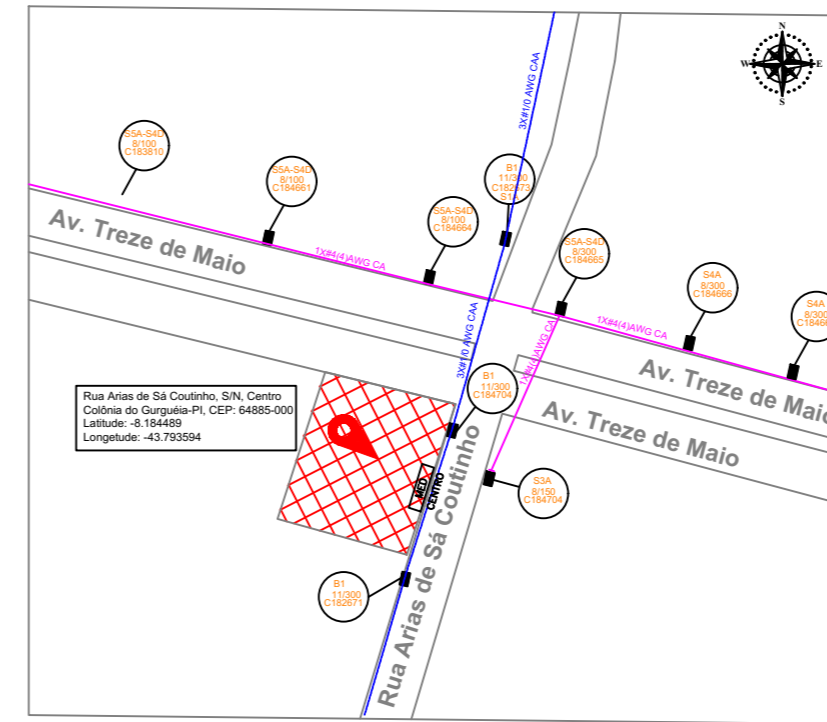 N
W E
S
3X#1/0 AWG CAA
S5A-S4D
8/100
C183810
S5A-S4D
8/100
C184661
S5A-S4D
8/100
C184664
B1
11/300
S5A-S4D
8/300
C184665
S4A
8/300
C184666
S4A
8/300
Av. Treze de Maio
1X#4(4)AWG CA
1X#4(4)AWG CA
3X#1/0 AWG CAA
1X#4(4)AWG CA
Av. Treze de Maio
Av. Treze de Maio
Rua Arias de Sá Coutinho, S/N, Centro
Colônia do Gurguéia-PI, CEP: 64885-000
Latitude: -8.184489
Longetude: -43.793594
B1
11/300
C184704
MED
CENTRO
S3A
8/150
C184704
B1
11/300
C182671
Rua Arias de Sá Coutinho